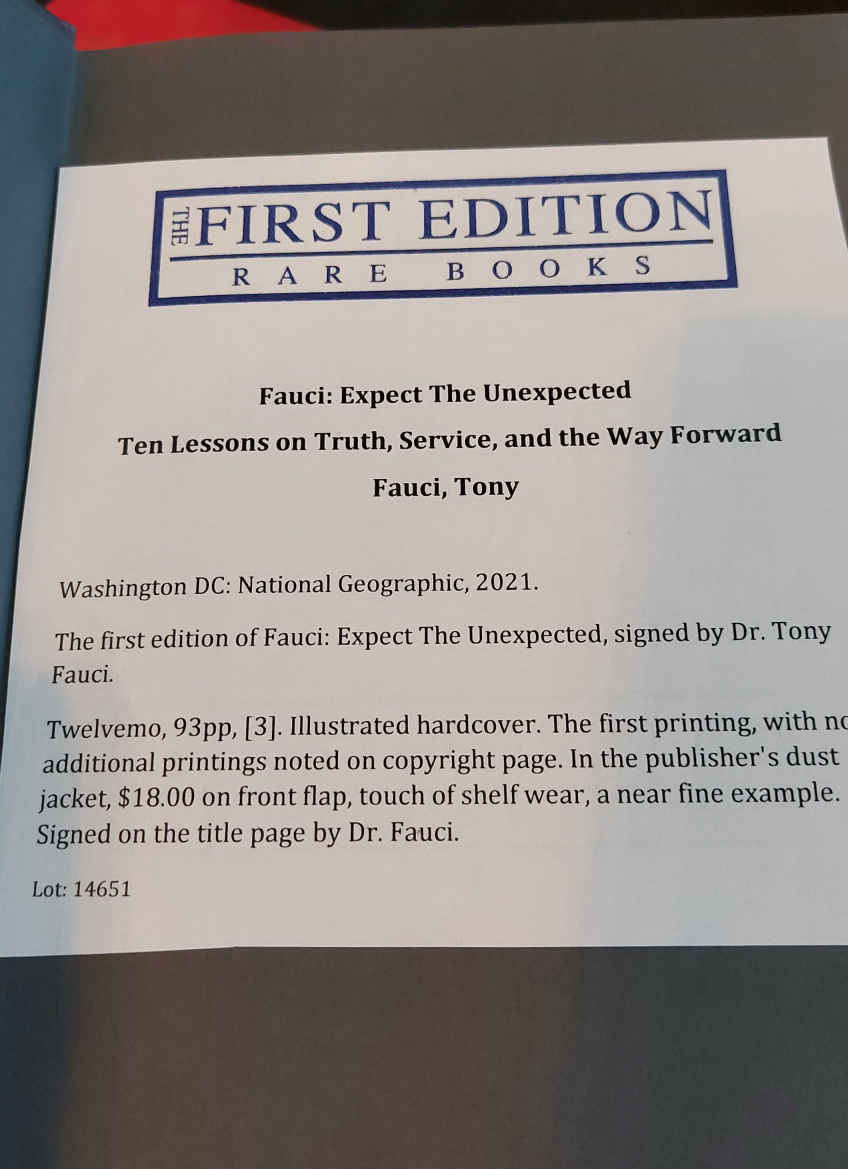 THE FIRST EDITION
RARE BOOKS
Fauci: Expect The Unexpected
Ten Lessons on Truth, Service, and the Way Forward
Fauci, Tony
Washington DC: National Geographic, 2021.
The first edition of Fauci: Expect The Unexpected, signed by Dr. Tony
Fauci.
Twelvemo, 93pp, [3]. Illustrated hardcover. The first printing, with no
additional printings noted on copyright page. In the publisher's dust
jacket, $18.00 on front flap, touch of shelf wear, a near fine example.
Signed on the title page by Dr. Fauci.
Lot: 14651